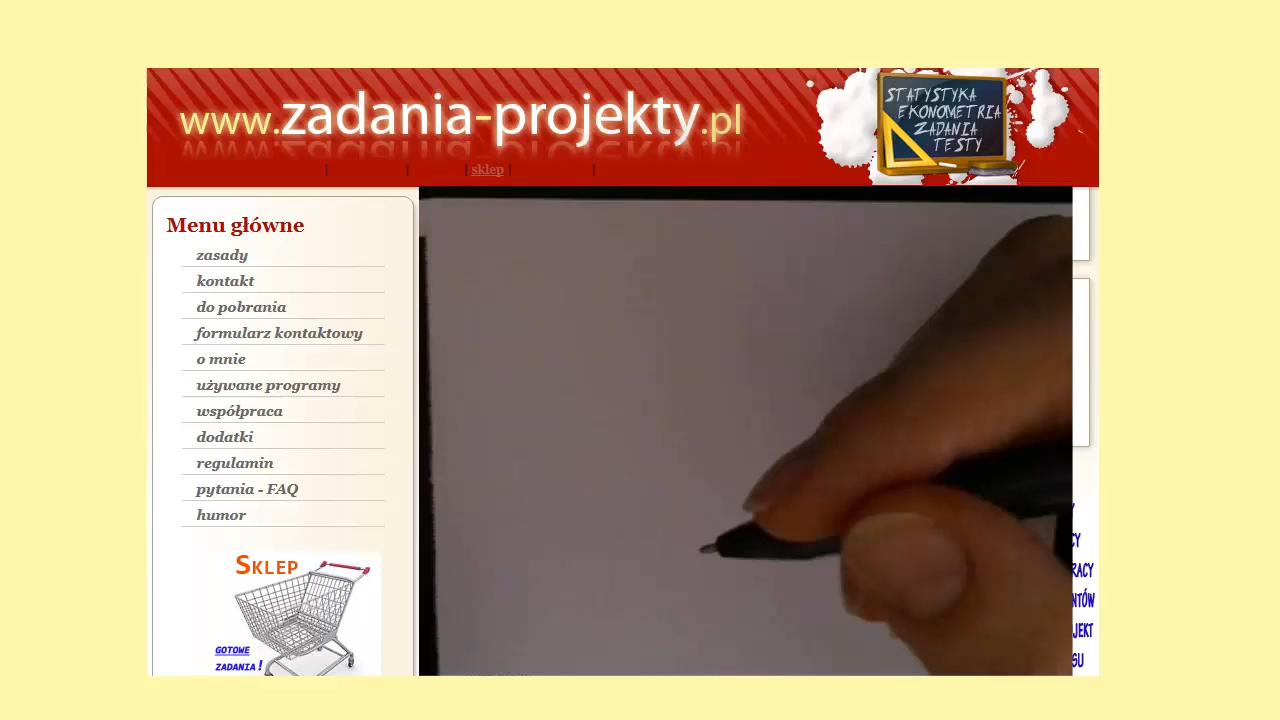 www.zadania-projekty.pl
STATYSTYKA
EKONOMETRIA
ZADANIA
TESTY
| | | sklep | |
Menu główne
zasady
kontakt
do pobrania
formularz kontaktowy
o mnie
używane programy
współpraca
dodatki
regulamin
pytania - FAQ
humor
SKLEP
GOTOWE
ZADANIA !